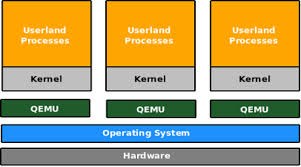 Userland Userland Userland
Processes Processes Processes
Kernel Kernel Kernel
QEMU QEMU QEMU
Operating System
Hardware